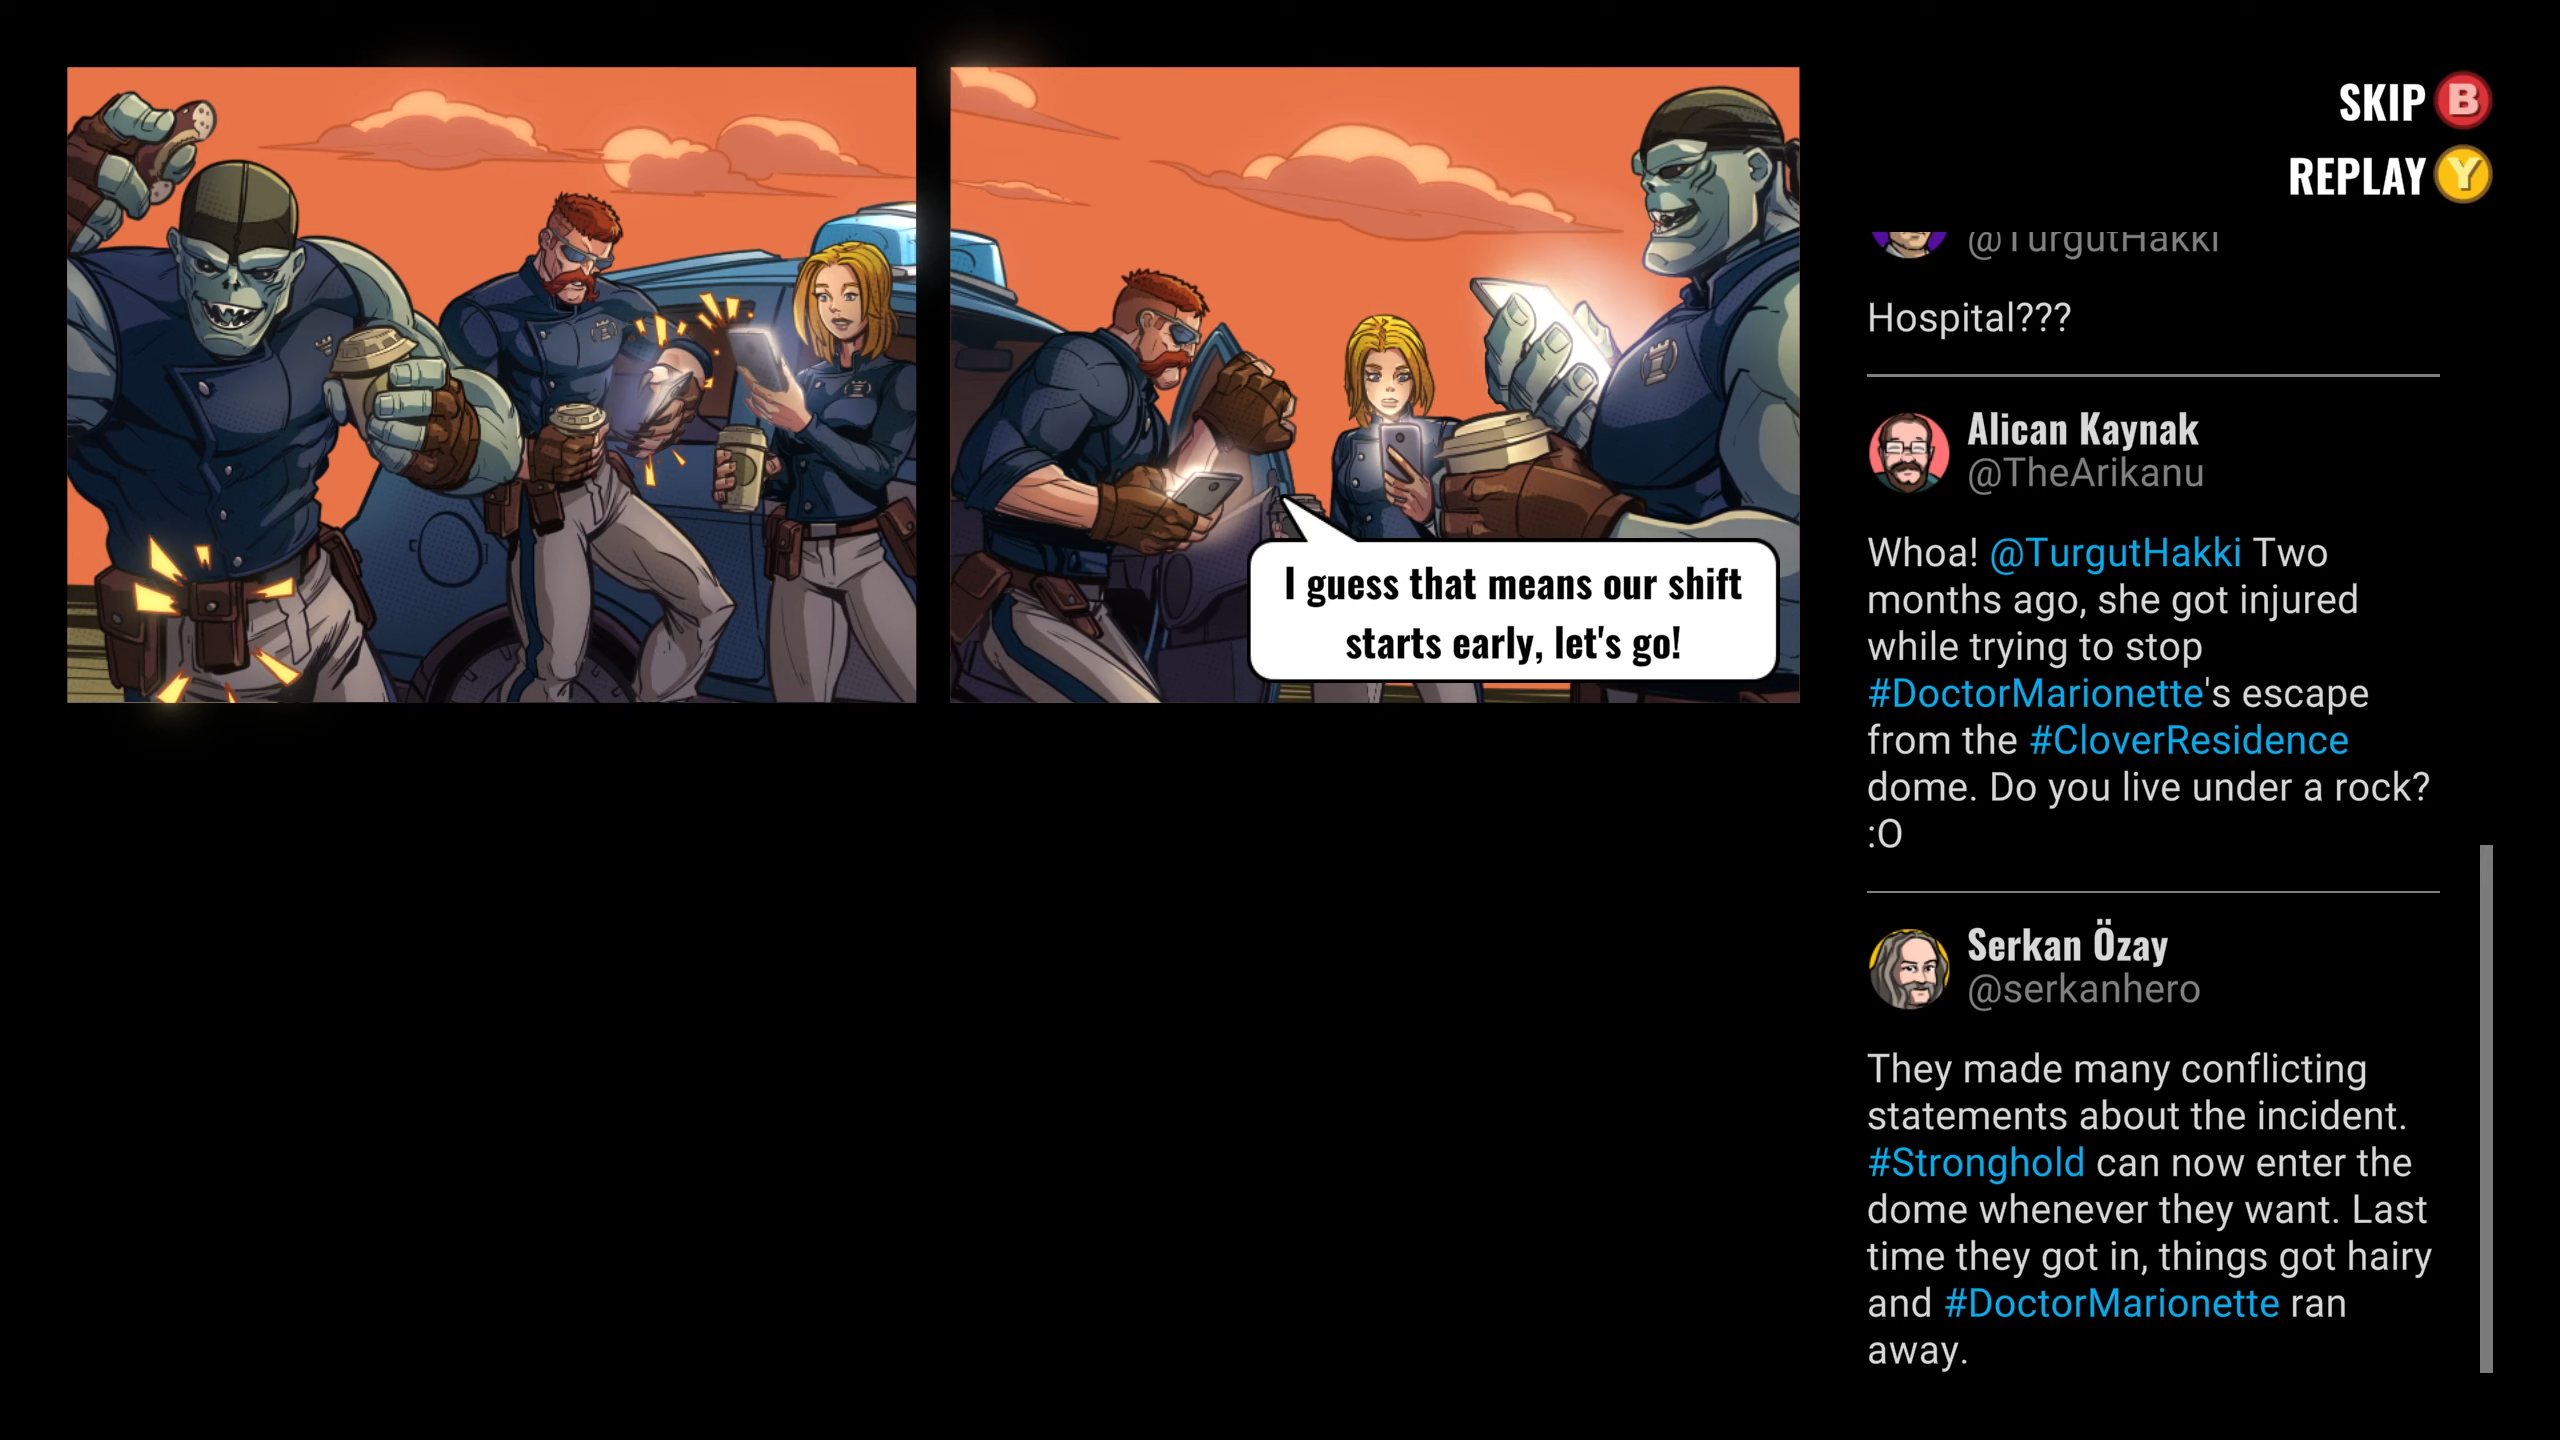 I guess that means our shift
starts early, let's go!
SKIP B
REPLAY Y
@TurgutHakki
Hospital???
Alican Kaynak
@TheArikanu
Whoa! @TurgutHakki Two
months ago, she got injured
while trying to stop
#DoctorMarionette's escape
from the #CloverResidence
dome. Do you live under a rock?
:O
Serkan Özay
@serkanhero
They made many conflicting
statements about the incident.
#Stronghold can now enter the
dome whenever they want. Last
time they got in, things got hairy
and #DoctorMarionette ran
away.